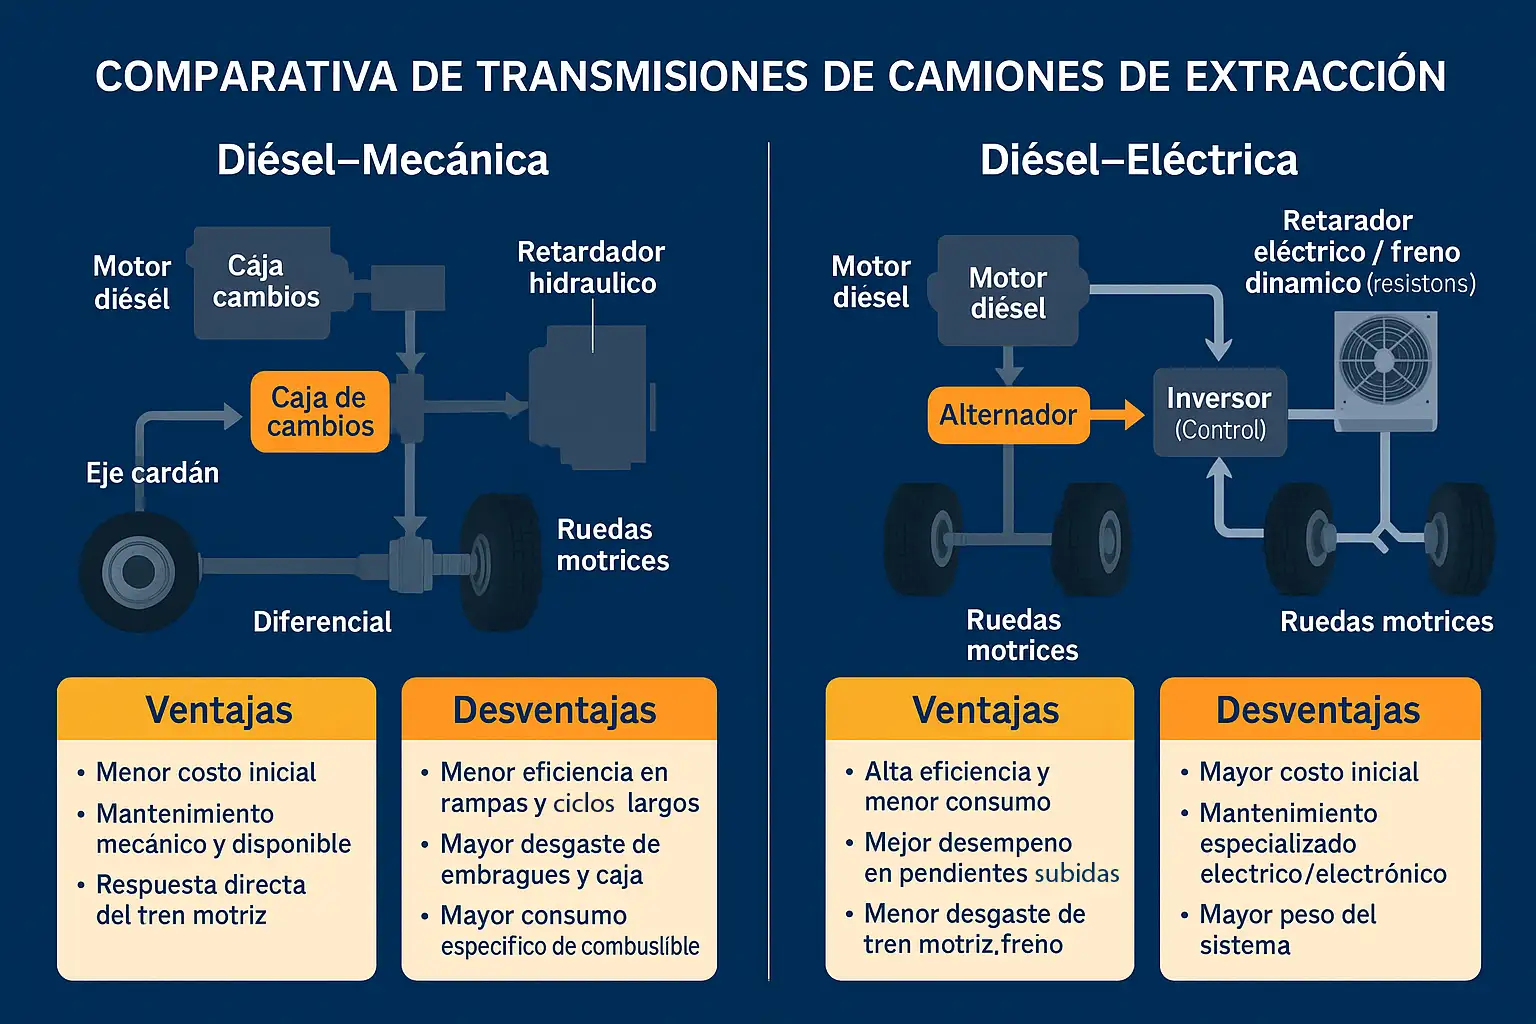 COMPARATIVA DE TRANSMISIONES DE CAMIONES DE EXTRACCIÓN
Diésel–Mecánica
Motor
diésél
Cája
cambios
Retardador
hidraulico
Caja de
cambios
Eje cardán
Ruedas
motrices
Diferencial
Ventajas
• Menor costo inicial
• Mantenimiento
mecánico y disponible
• Respuesta directa
del tren motriz
Desventajas
• Menor eficiencia en
rampas y ciclos largos
• Mayor desgaste de
embragues y caja
• Mayor consumo
especifico de combuslíble
Diésel–Eléctrica
Motor
diésel
Motor
diésel
Retarador
eléctrico / freno
dinamico (resistons)
Alternador
Inversor
(Control)
Ruedas
motrices
Ruedas motrices
Ventajas
• Alta eficiencia y
menor consumo
• Mejor desempeno
en pendientes subidas
• Menor desgaste de
tren motriz,freno
Desventajas
• Mayor costo inicial
• Mantenimiento
especializado
electrico/electrónico
• Mayor peso del
sistema